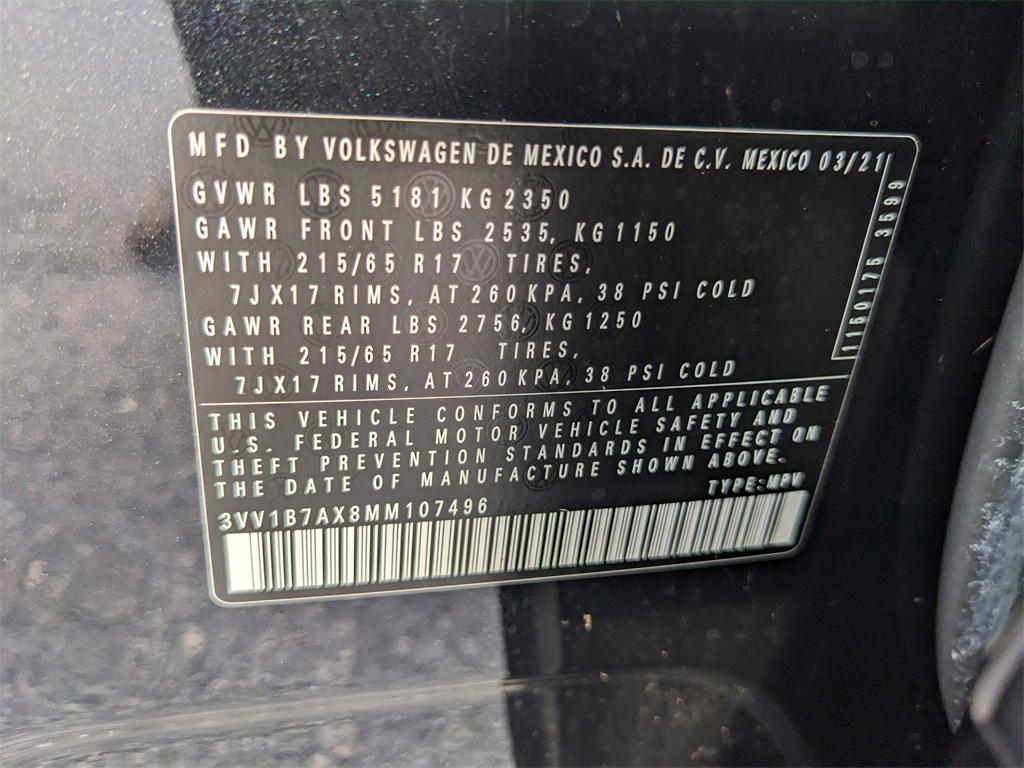 MFD BY VOLKSWAGEN DE MEXICO S.A. DE C.V. MEXICO 03/21
GVWR LBS 5181 KG 2350
GAWR FRONT LBS 2535, KG 1150
WITH 215/65 R17 TIRES,
7JX17 RIMS, AT 260 KPA, 38 PSI COLD
GAWR REAR LBS 2756, KG 1250
WITH 215/65 R17 TIRES,
7JX17 RIMS, AT 260 KPA, 38 PSI COLD
1150175 3599
THIS VEHICLE CONFORMS TO ALL APPLICABLE
U.S. FEDERAL MOTOR VEHICLE SAFETY AND
THEFT PREVENTION STANDARDS IN EFFECT ON
THE DATE OF MANUFACTURE SHOWN ABOVE.
TYPE:MPV
3VV1B7AX8MM107496